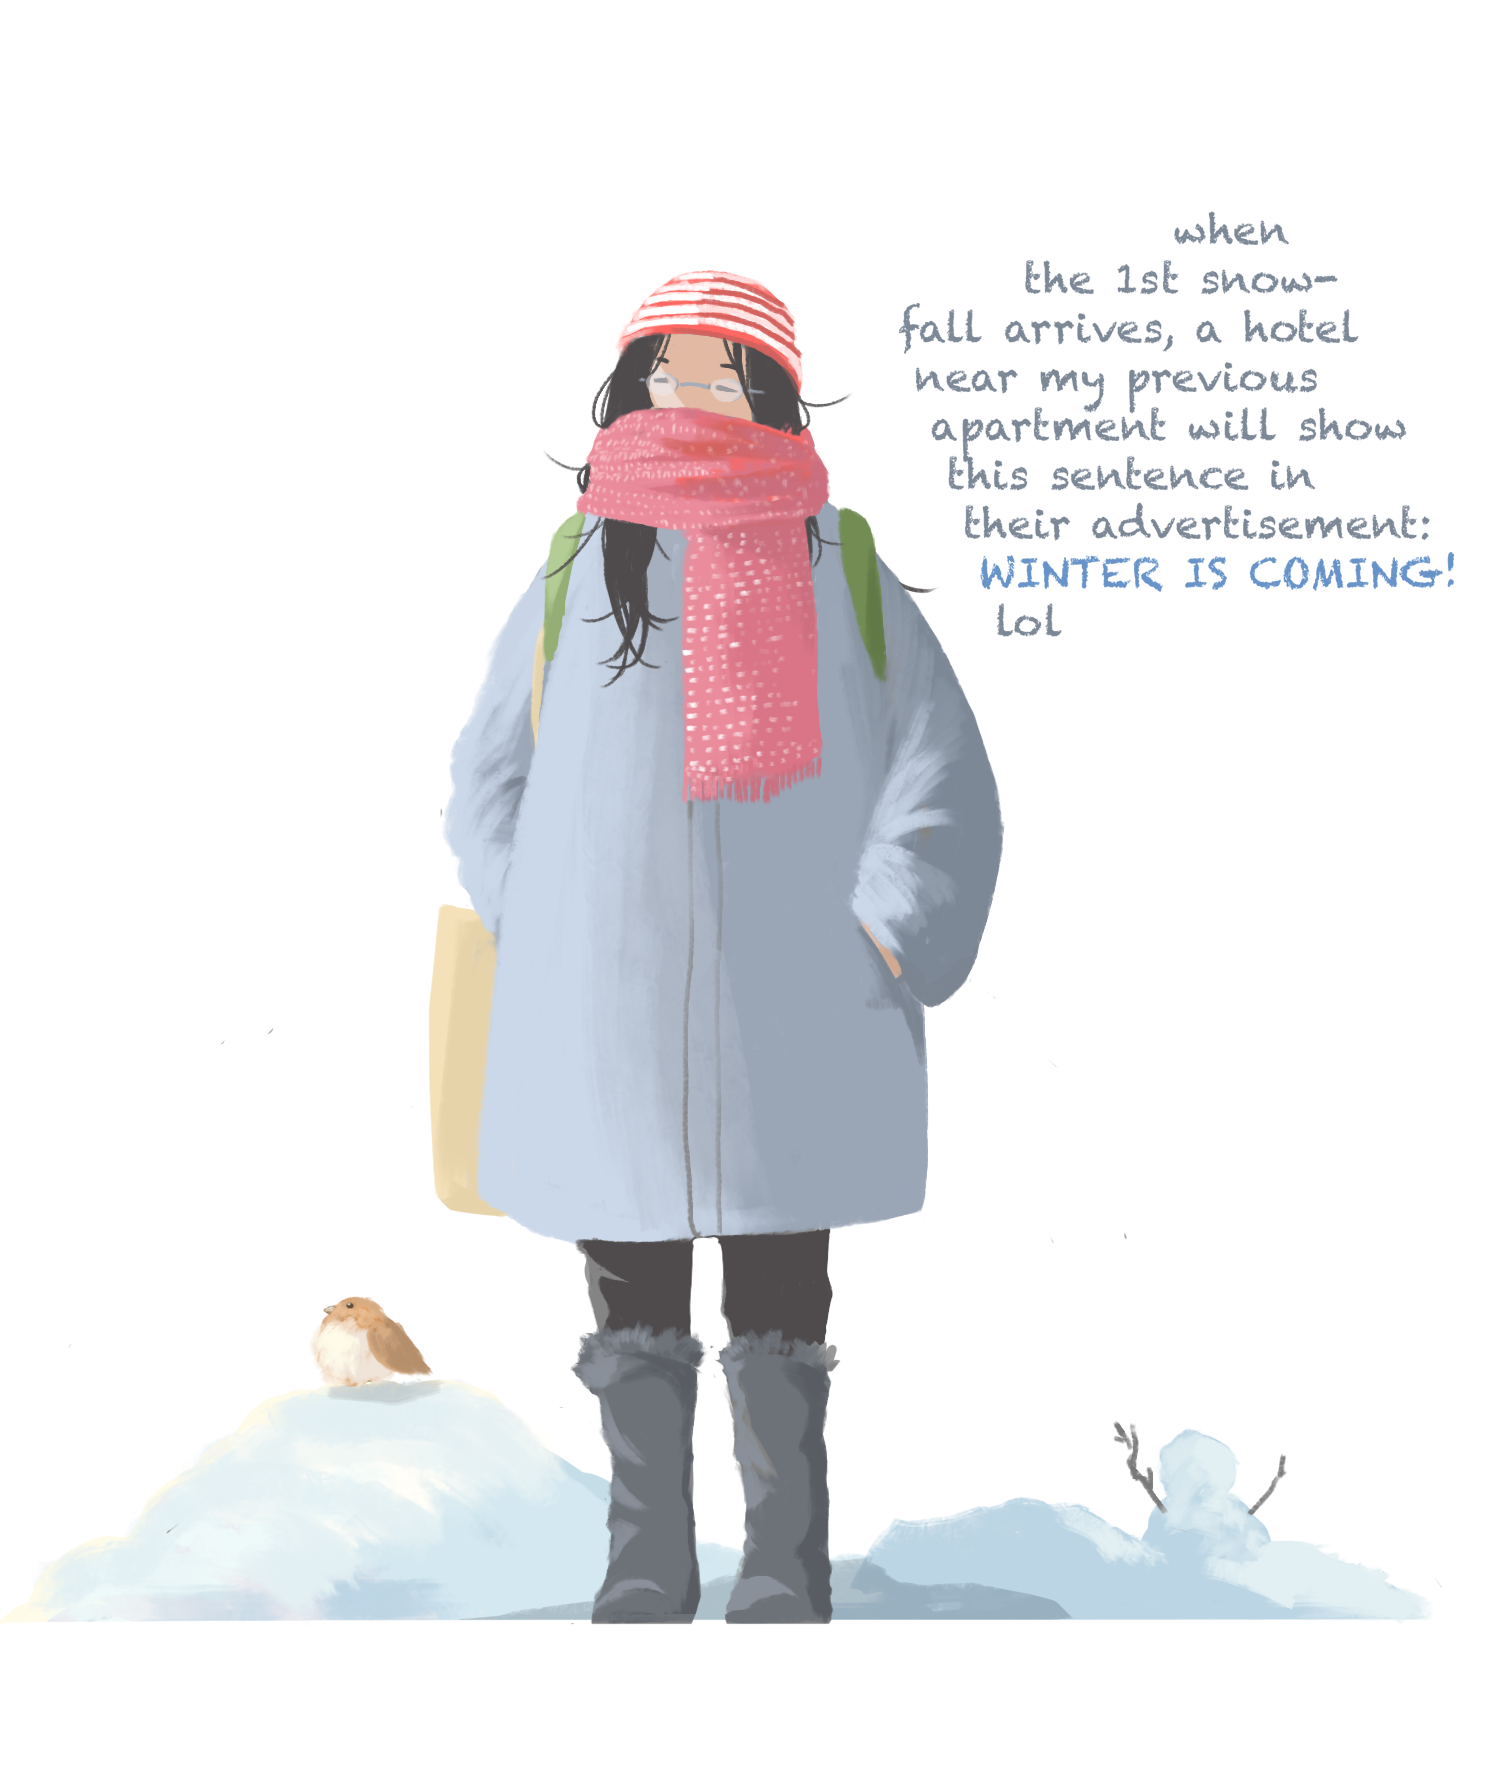 when
the 1st snow-
fall arrives, a hotel
near my previous
apartment will show
this sentence in
their advertisement:
WINTER IS COMING!
lol